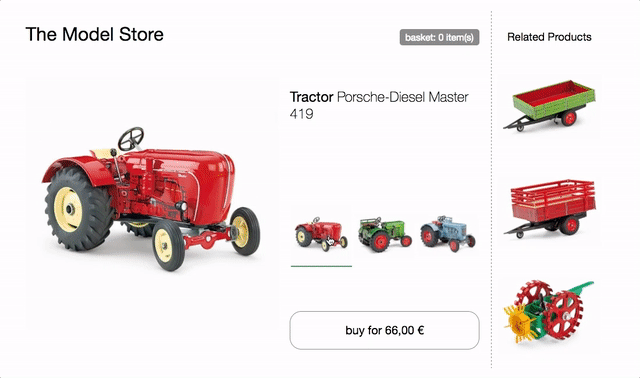 The Model Store
basket: 0 item(s)
Tractor Porsche-Diesel Master
419
buy for 66,00 €
Related Products